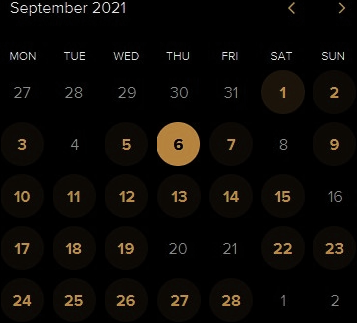 September 2021
MON TUE WED THU FRI SAT SUN
27 28 29 30 31 1 2
3 4 5 6 7 8 9
10 11 12 13 14 15 16
17 18 19 20 21 22 23
24 25 26 27 28 1 2